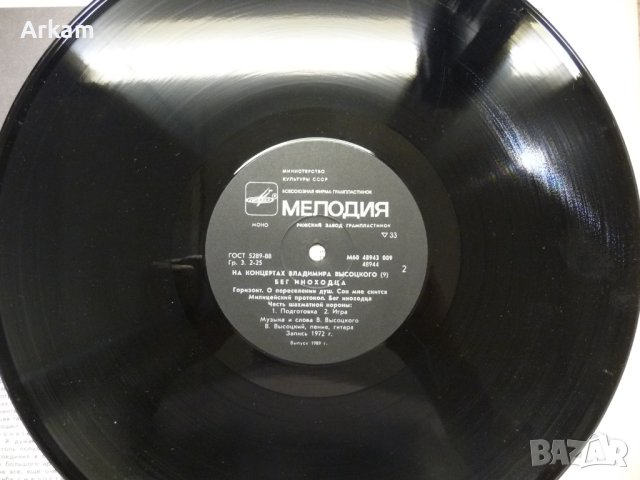 Arkam
МИНИСТЕРСТВО
КУЛЬТУРЫ СССР
ВСЕСОЮЗНАЯ ФИРМА ГРАМПЛАСТИНОК
МЕЛОДИЯ
МОНО
РИЖСКИЙ ЗАВОД ГРАМПЛАСТИНОК
▽ 33
ГОСТ 5289-88
М60 48943 009
Гр. 3. 2-25
48944
2
НА КОНЦЕРТАХ ВЛАДИМИРА ВЫСОЦКОГО (9)
БЕГ ИНОХОДЦА
Горизонт. О переселении душ. Сон мне снится
Милицейский протокол. Бег иноходца
Честь шахматной короны:
1. Подготовка 2. Игра
Музыка и слова В. Высоцкого
В. Высоцкий, пение, гитара
Запись 1972 г.
Выпуск 1989 г.
BAZAR